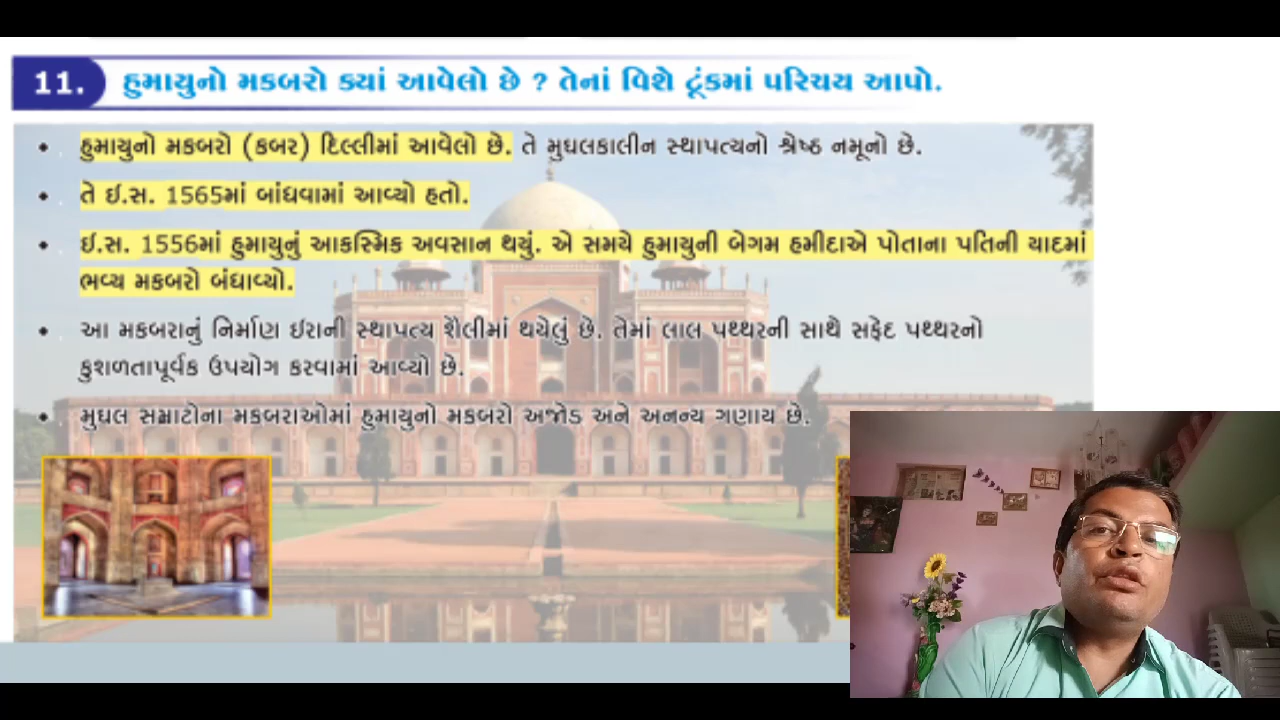 11. હુમાયુનો મકબરો ક્યાં આવેલો છે ? તેનાં વિશે ટૂંકમાં પરિચય આપો.
• હુમાયુનો મકબરો (કબર) દિલ્લીમાં આવેલો છે. તે મુઘલકાલીન સ્થાપત્યનો શ્રેષ્ઠ નમૂનો છે.
• તે ઈ.સ. 1565માં બાંધવામાં આવ્યો હતો.
• ઈ.સ. 1556માં હુમાયુનું આકસ્મિક અવસાન થયું. એ સમયે હુમાયુની બેગમ હમીદાએ પોતાના પતિની યાદમાં
ભવ્ય મકબરો બંધાવ્યો.
• આ મકબરાનું નિર્માણ ઈરાની સ્થાપત્ય શૈલીમાં થયેલું છે. તેમાં લાલ પથ્થરની સાથે સફેદ પથ્થરનો
કુશળતાપૂર્વક ઉપયોગ કરવામાં આવ્યો છે.
• મુઘલ સમ્રાટોના મકબરાઓમાં હુમાયુનો મકબરો અજોડ અને અનન્ય ગણાય છે.